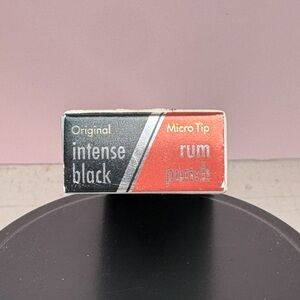 Original
intense
black
Micro Tip
rum
punch